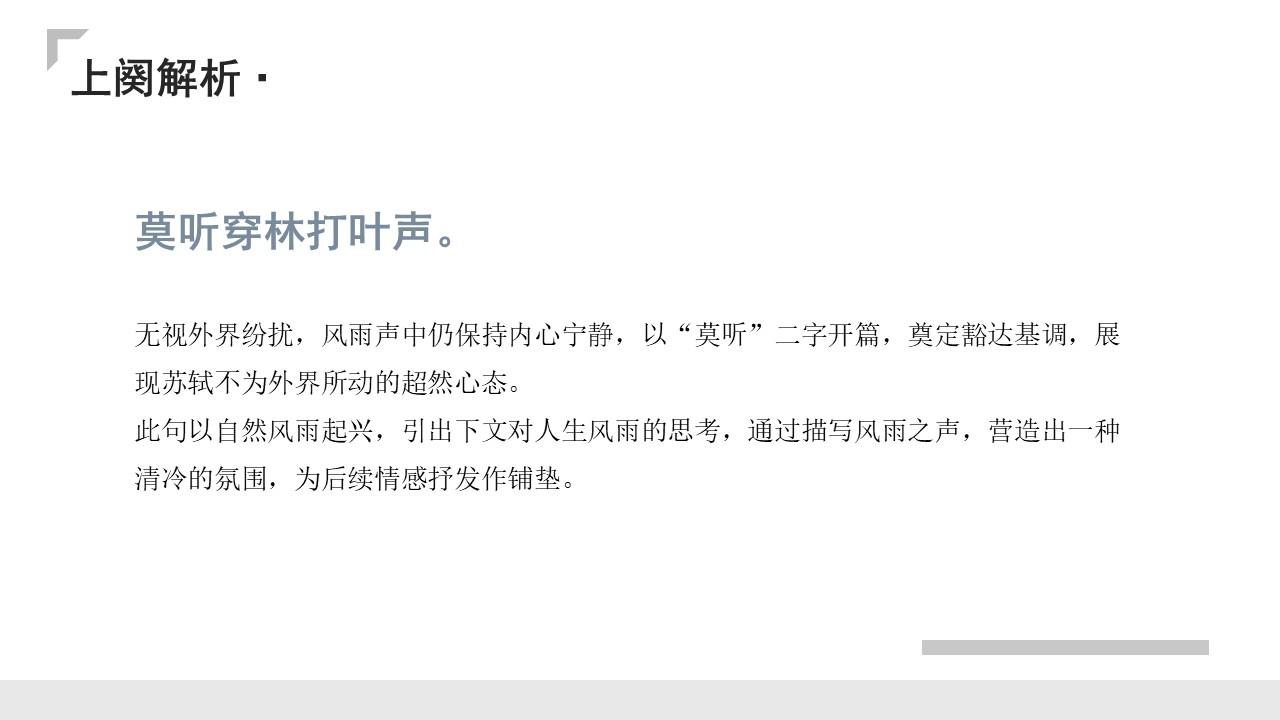 上阕解析 ·
莫听穿林打叶声。
无视外界纷扰，风雨声中仍保持内心宁静，以“莫听”二字开篇，奠定豁达基调，展
现苏轼不为外界所动的超然心态。
此句以自然风雨起兴，引出下文对人生风雨的思考，通过描写风雨之声，营造出一种
清冷的氛围，为后续情感抒发作铺垫。